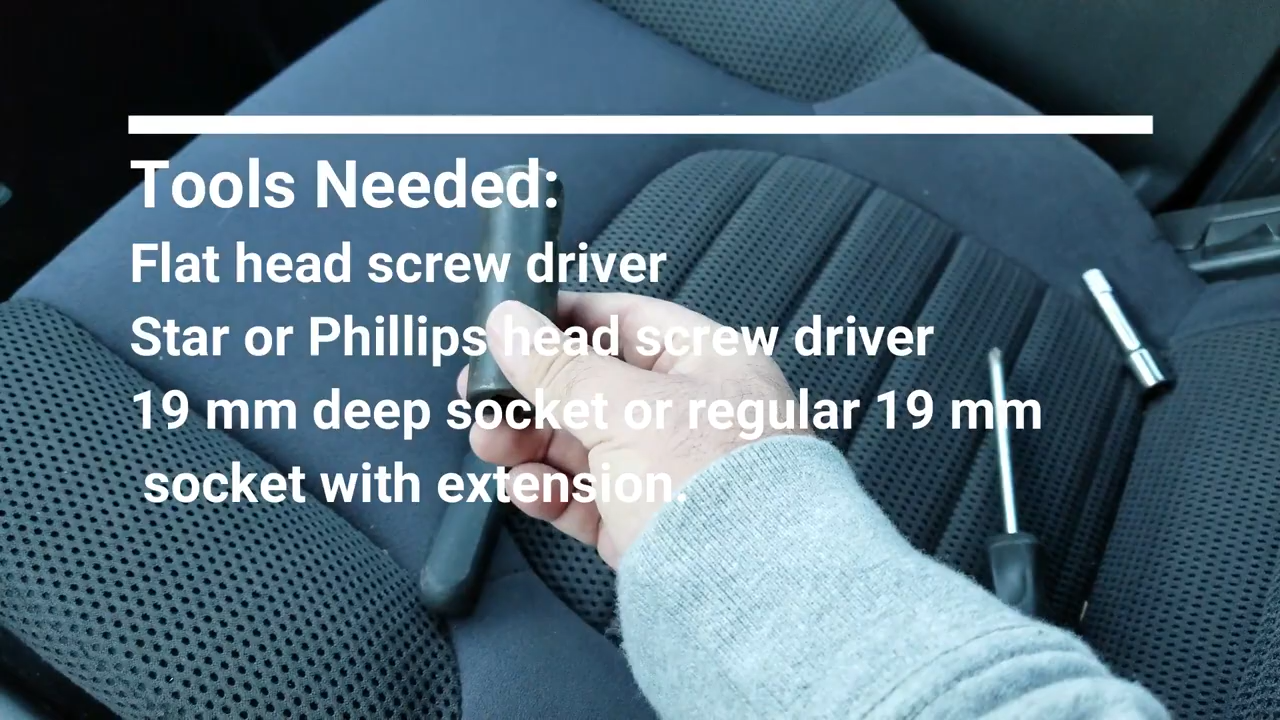 Tools Needed:
Flat head screw driver
Star or Phillips head screw driver
19 mm deep socket or regular 19 mm
socket with extension.